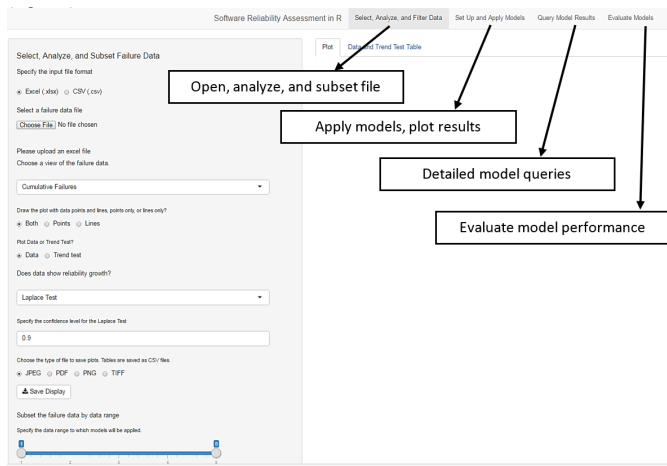 Software Reliability Assessment in R
Select, Analyze, and Filter Data
Set Up and Apply Models
Query Model Results
Evaluate Models
Plot
Data and Trend Test Table
Select, Analyze, and Subset Failure Data
Specify the input file format
Excel (.xlsx)
CSV (.csv)
Select a failure data file
Choose File No file chosen
Please upload an excel file
Choose a view of the failure data.
Cumulative Failures
Draw the plot with data points and lines, points only, or lines only?
Both
Points
Lines
Plot Data or Trend Test?
Data
Trend test
Does data show reliability growth?
Laplace Test
Specify the confidence level for the Laplace Test
0.9
Choose the type of file to save plots. Tables are saved as CSV files.
JPEG
PDF
PNG
TIFF
Save Display
Subset the failure data by data range
Specify the data range to which models will be applied.
1 2 3 4 5
Open, analyze, and subset file
Apply models, plot results
Detailed model queries
Evaluate model performance